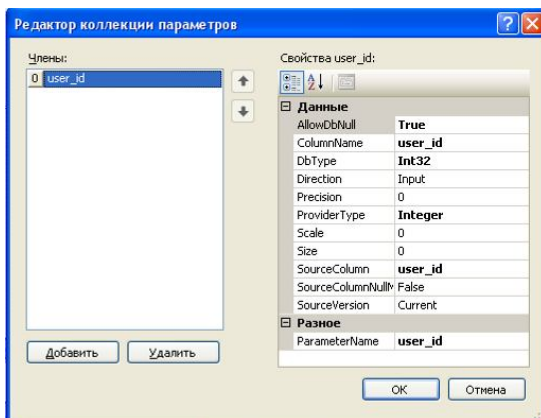 Редактор коллекции параметров
Члены:
0 user_id
Добавить
Удалить
Свойства user_id:
Данные
AllowDbNull True
ColumnName user_id
DbType Int32
Direction Input
Precision 0
ProviderType Integer
Scale 0
Size 0
SourceColumn user_id
SourceColumnNullM False
SourceVersion Current
Разное
ParameterName user_id
OK
Отмена